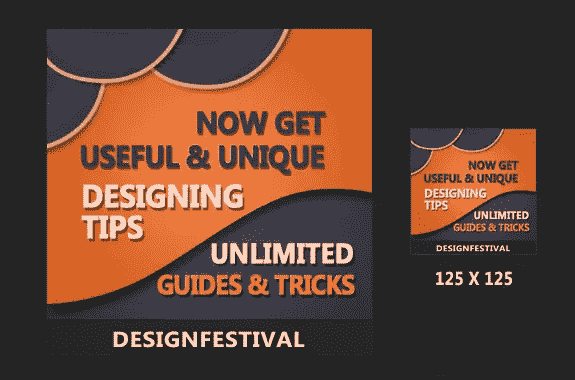 NOW GET
USEFUL & UNIQUE
DESIGNING
TIPS
UNLIMITED
GUIDES & TRICKS
DESIGNFESTIVAL
NOW GET
USEFUL & UNIQUE
DESIGNING
TIPS
UNLIMITED
GUIDES & TRICKS
DESIGNFESTIVAL
125 X 125